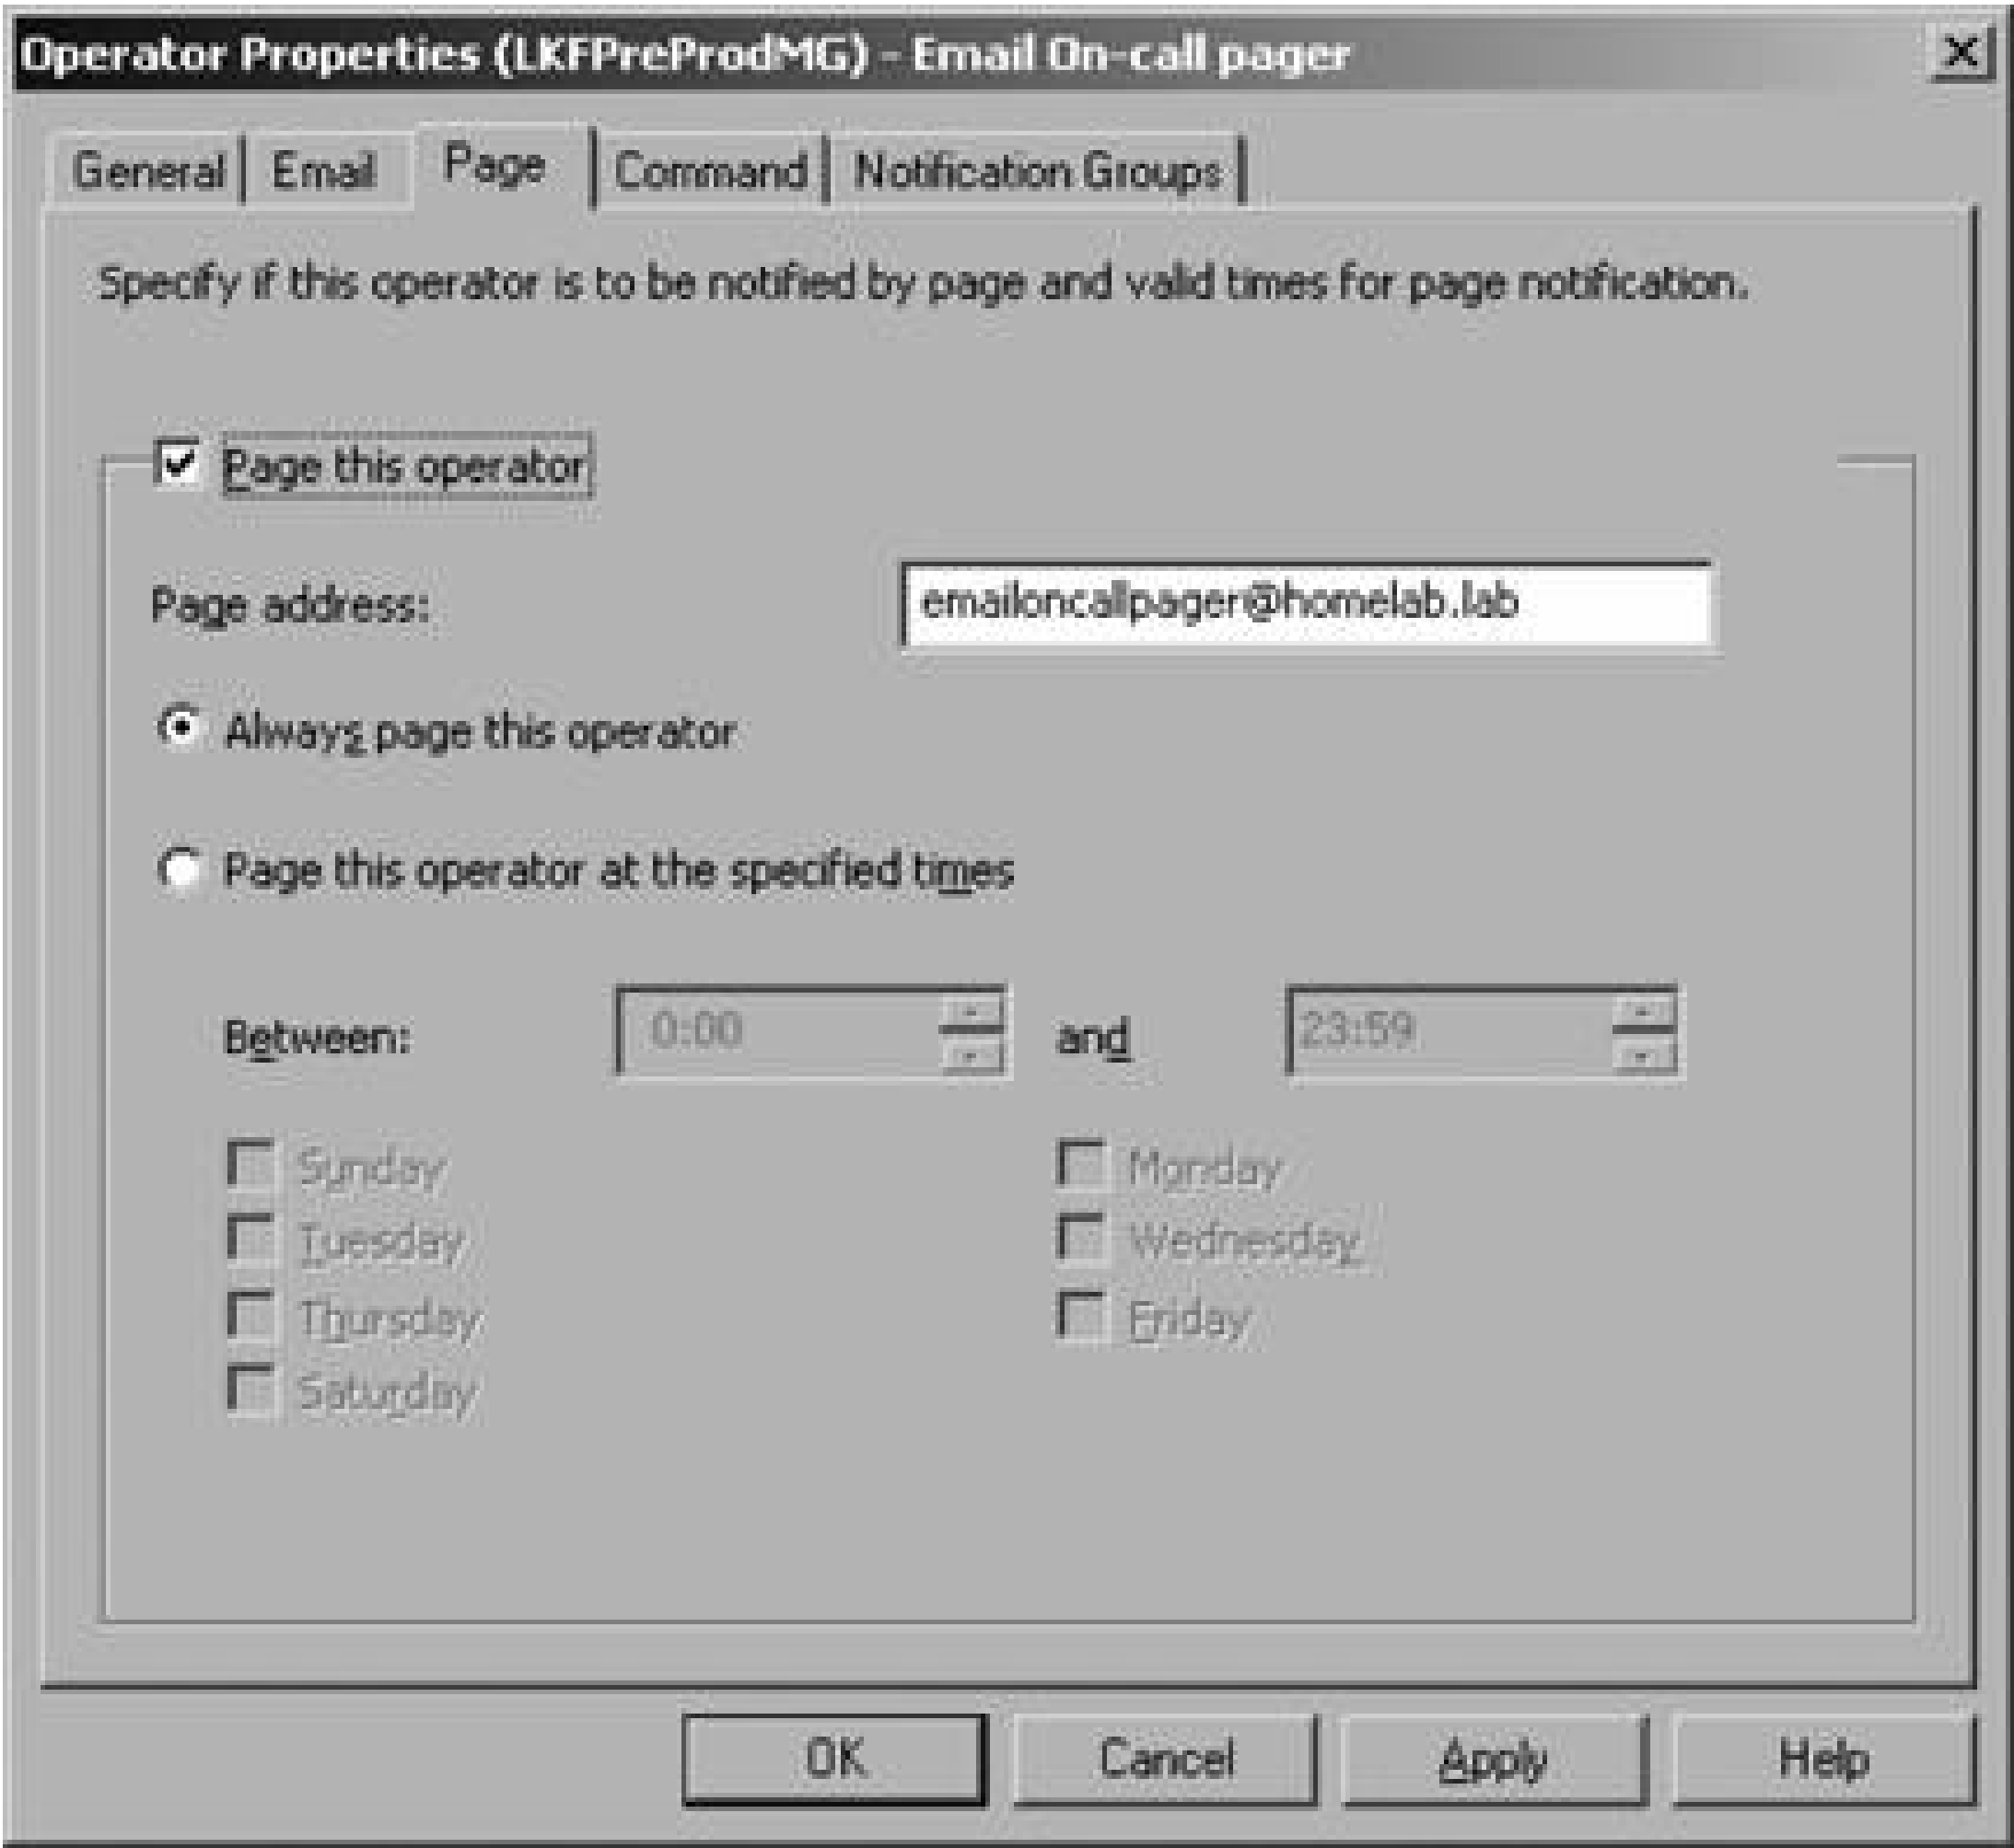 Operator Properties (LKFPreProdMG) - Email On-call pager
General Email Page Command Notification Groups
Specify if this operator is to be notified by page and valid times for page notification.
Page this operator
Page address: emailoncallpager@homelab.lab
Always page this operator
Page this operator at the specified times
Between: 0:00 and 23:59
Sunday Monday
Tuesday Wednesday
Thursday Friday
Saturday
OK Cancel Apply Help